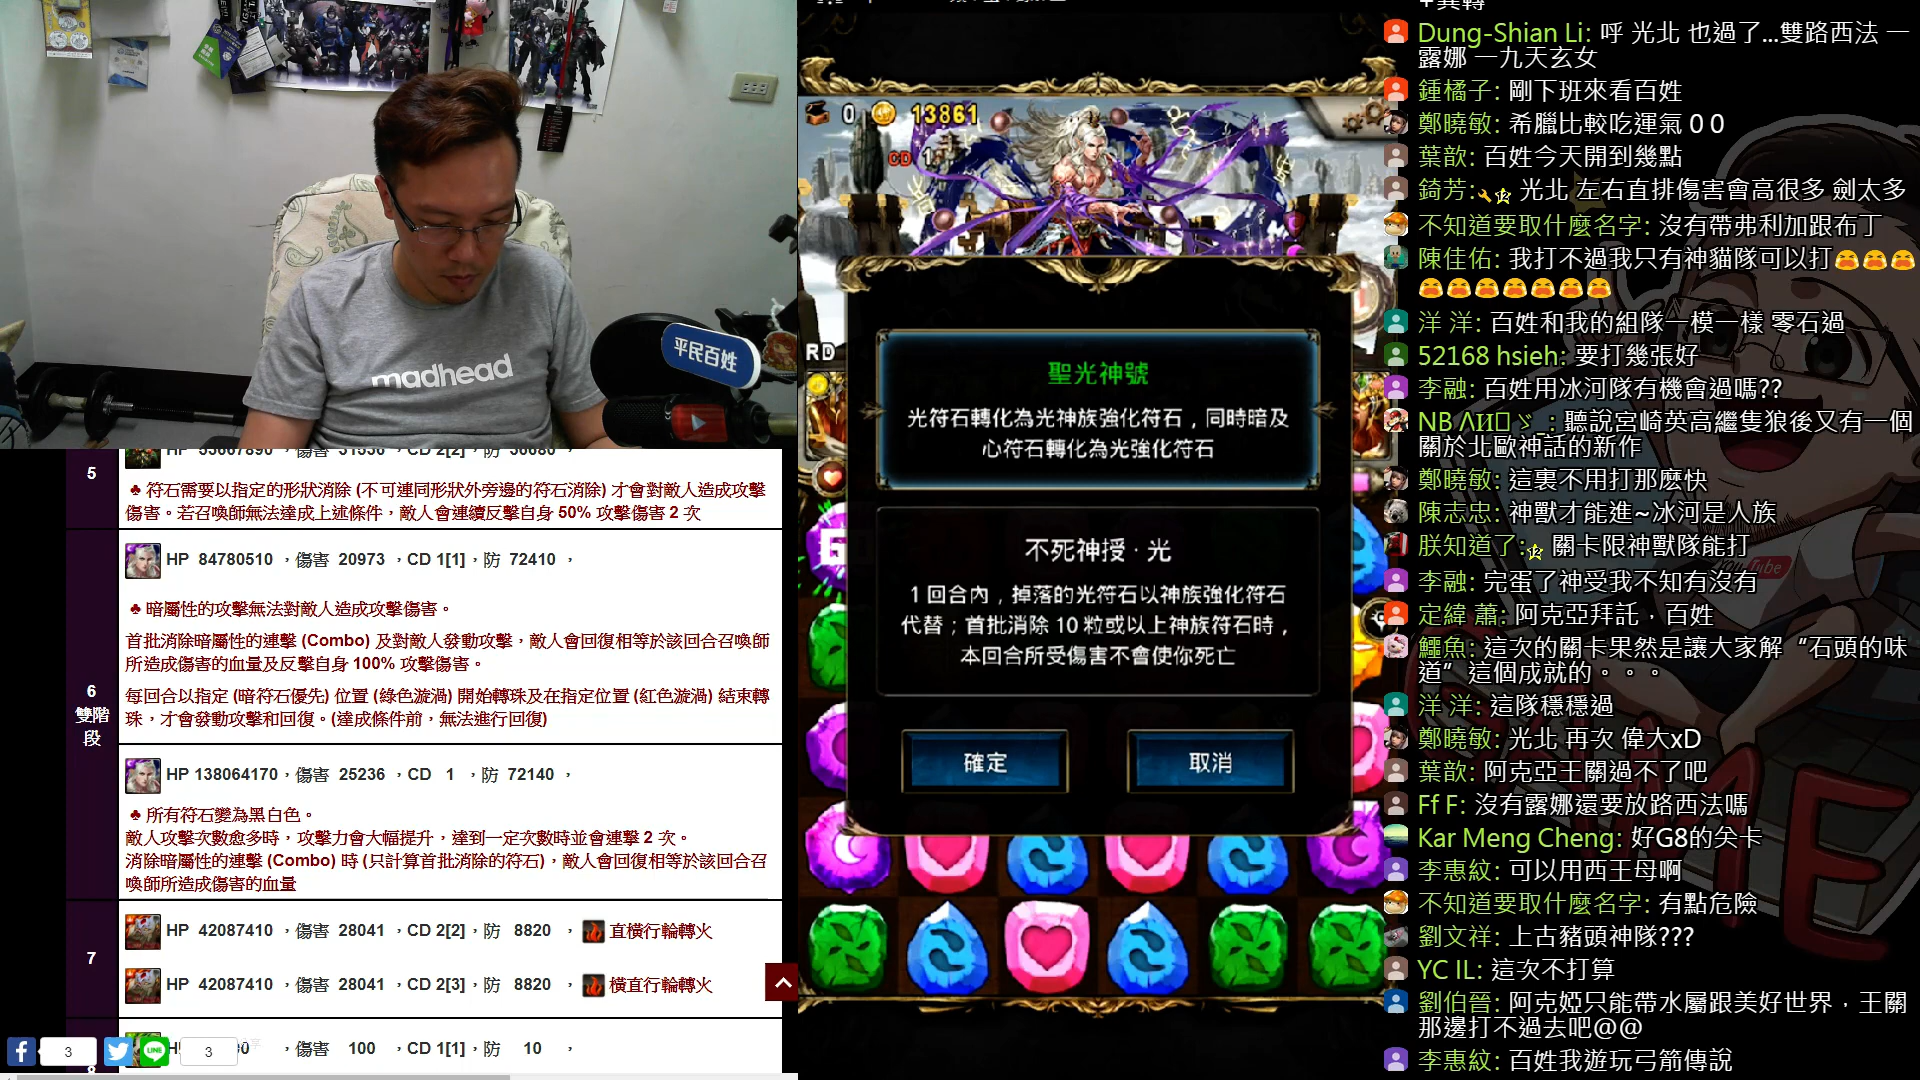 平民百姓
madhead
5
HP 55667890 ，傷害 31536 ，CD 2[2]，防 56680 ，
♣ 符石需要以指定的形狀消除 (不可連同形狀外旁邊的符石消除) 才會對敵人造成攻擊
傷害。若召喚師無法達成上述條件，敵人會連續反擊自身 50% 攻擊傷害 2 次
6
雙階
段
HP 84780510 ，傷害 20973 ，CD 1[1]，防 72410 ，
♣ 暗屬性的攻擊無法對敵人造成攻擊傷害。
首批消除暗屬性的連擊 (Combo) 及對敵人發動攻擊，敵人會回復相等於該回合召喚師
所造成傷害的血量及反擊自身 100% 攻擊傷害。
每回合以指定 (暗符石優先) 位置 (綠色漩渦) 開始轉珠及在指定位置 (紅色漩渦) 結束轉
珠，才會發動攻擊和回復。(達成條件前，無法進行回復)
HP 138064170，傷害 25236 ，CD 1 ，防 72140 ，
♣ 所有符石變為黑白色。
敵人攻擊次數愈多時，攻擊力會大幅提升，達到一定次數時並會連擊 2 次。
消除暗屬性的連擊 (Combo) 時 (只計算首批消除的符石)，敵人會回復相等於該回合召
喚師所造成傷害的血量
7
HP 42087410 ，傷害 28041 ，CD 2[2]，防 8820 ， 直橫行輪轉火
HP 42087410 ，傷害 28041 ，CD 2[3]，防 8820 ， 橫直行輪轉火
，傷害 100 ，CD 1[1]，防 10 ，
3
LINE
3
0 13861
CD 1
RD
聖光神號
光符石轉化為光神族強化符石，同時暗及
心符石轉化為光強化符石
不死神授 · 光
1 回合內，掉落的光符石以神族強化符石
代替；首批消除 10 粒或以上神族符石時，
本回合所受傷害不會使你死亡
確定 取消
Dung-Shian Li: 呼 光北 也過了...雙路西法 一
露娜 一九天玄女
鍾橘子: 剛下班來看百姓
鄭曉敏: 希臘比較吃運氣 0 0
葉歆: 百姓今天開到幾點
錡芳: 光北 左右直排傷害會高很多 劍太多
不知道要取什麼名字: 沒有帶弗利加跟布丁
陳佳佑: 我打不過我只有神貓隊可以打😫😫😫
😫😫😫😫😫😫😫
洋 洋: 百姓和我的組隊一模一樣 零石過
52168 hsieh: 要打幾張好
李融: 百姓用冰河隊有機會過嗎??
NB : 聽說宮崎英高繼隻狼後又有一個
關於北歐神話的新作
鄭曉敏: 這裏不用打那麽快
陳志忠: 神獸才能進~冰河是人族
朕知道了: 關卡限神獸隊能打
李融: 完蛋了神受我不知有沒有
定緯 蕭: 阿克亞拜託，百姓
鱷魚: 這次的關卡果然是讓大家解“石頭的味
道”這個成就的。。。
洋 洋: 這隊穩穩過
鄭曉敏: 光北 再次 偉大xD
葉歆: 阿克亞王關過不了吧
Ff F: 沒有露娜還要放路西法嗎
Kar Meng Cheng: 好G8的关卡
李惠紋: 可以用西王母啊
不知道要取什麼名字: 有點危險
劉文祥: 上古豬頭神隊???
YC IL: 這次不打算
劉伯晉: 阿克婭只能帶水屬跟美好世界，王關
那邊打不過去吧@@
李惠紋: 百姓我遊玩弓箭傳說